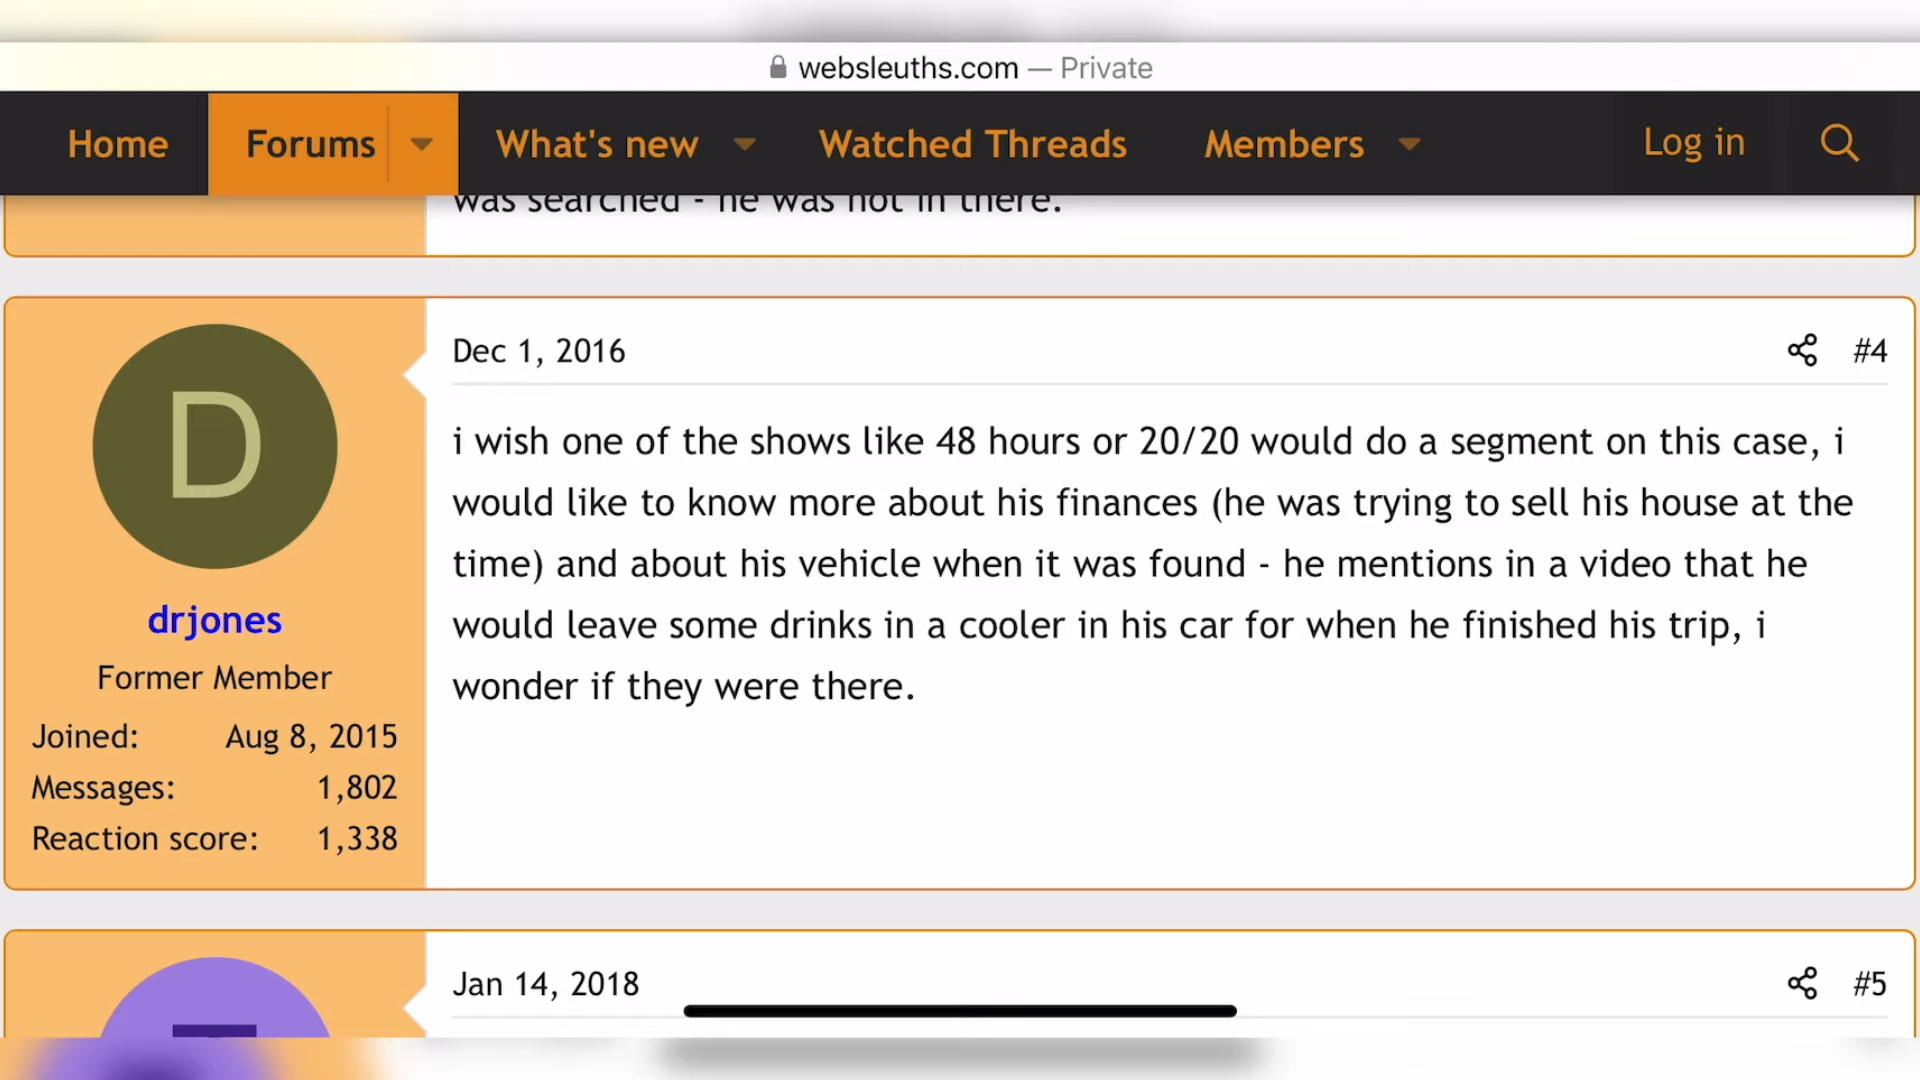 websleuths.com — Private
Home Forums What's new Watched Threads Members Log in
was searched - he was not in there.
D
Dec 1, 2016 #4
i wish one of the shows like 48 hours or 20/20 would do a segment on this case, i
would like to know more about his finances (he was trying to sell his house at the
time) and about his vehicle when it was found - he mentions in a video that he
would leave some drinks in a cooler in his car for when he finished his trip, i
wonder if they were there.
drjones
Former Member
Joined: Aug 8, 2015
Messages: 1,802
Reaction score: 1,338
Jan 14, 2018 #5